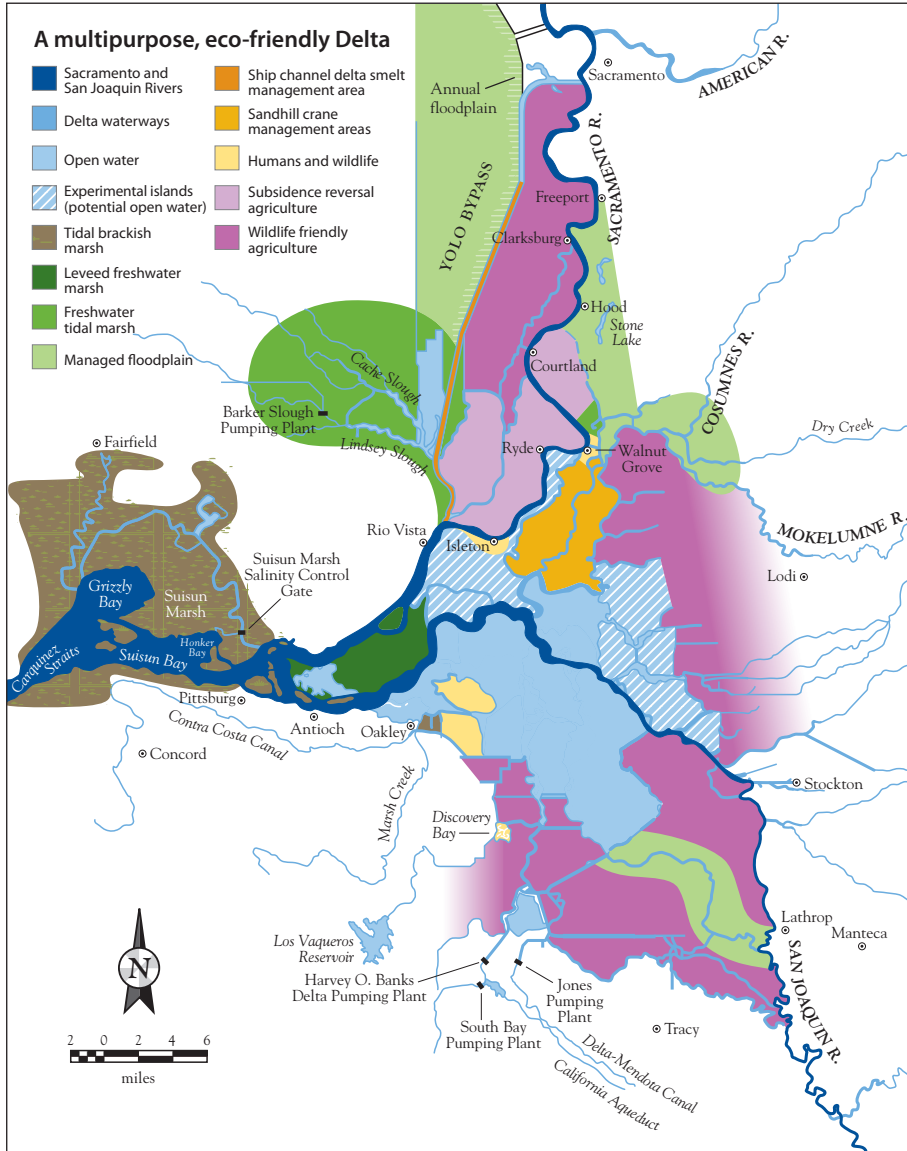 A multipurpose, eco-friendly Delta
Sacramento and
San Joaquin Rivers
Delta waterways
Open water
Experimental islands
(potential open water)
Tidal brackish
marsh
Leveed freshwater
marsh
Freshwater
tidal marsh
Managed floodplain
Ship channel delta smelt
management area
Sandhill crane
management areas
Humans and wildlife
Subsidence reversal
agriculture
Wildlife friendly
agriculture
Annual
floodplain
Sacramento
AMERICAN R.
SACRAMENTO R.
YOLO BYPASS
Freeport
Clarksburg
Hood
Stone
Lake
Courtland
COSUMNES R.
Cache Slough
Barker Slough
Pumping Plant
Lindsey Slough
Dry Creek
Fairfield
Ryde
Walnut
Grove
MOKELUMNE R.
Rio Vista
Isleton
Lodi
Suisun Marsh
Salinity Control
Gate
Grizzly
Bay
Suisun
Marsh
Honker
Bay
Suisun Bay
Carquinez
Straits
Pittsburg
Antioch
Oakley
Contra Costa Canal
Concord
Marsh Creek
Stockton
Discovery
Bay
Lathrop
Manteca
Los Vaqueros
Reservoir
Harvey O. Banks
Delta Pumping Plant
Jones
Pumping
Plant
South Bay
Pumping Plant
SAN JOAQUIN R.
Tracy
Delta-Mendota Canal
California Aqueduct
N
2 0 2 4 6
miles